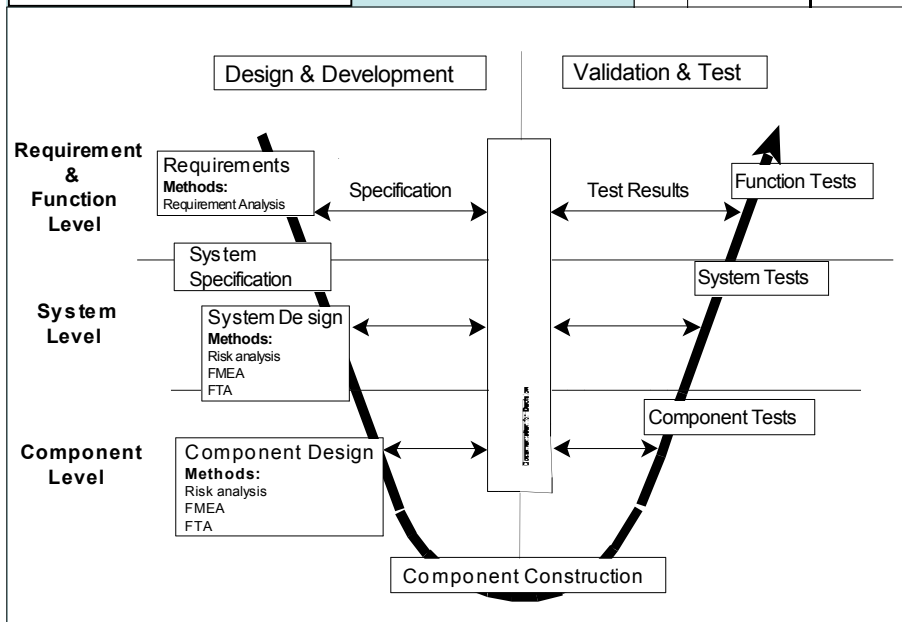 Design & Development
Validation & Test
Requirement
&
Function
Level
Requirements
Methods:
Requirement Analysis
Specification
Test Results
Function Tests
System
Specification
System Tests
System
Level
System Design
Methods:
Risk analysis
FMEA
FTA
Component Tests
Component
Level
Component Design
Methods:
Risk analysis
FMEA
FTA
Component Construction